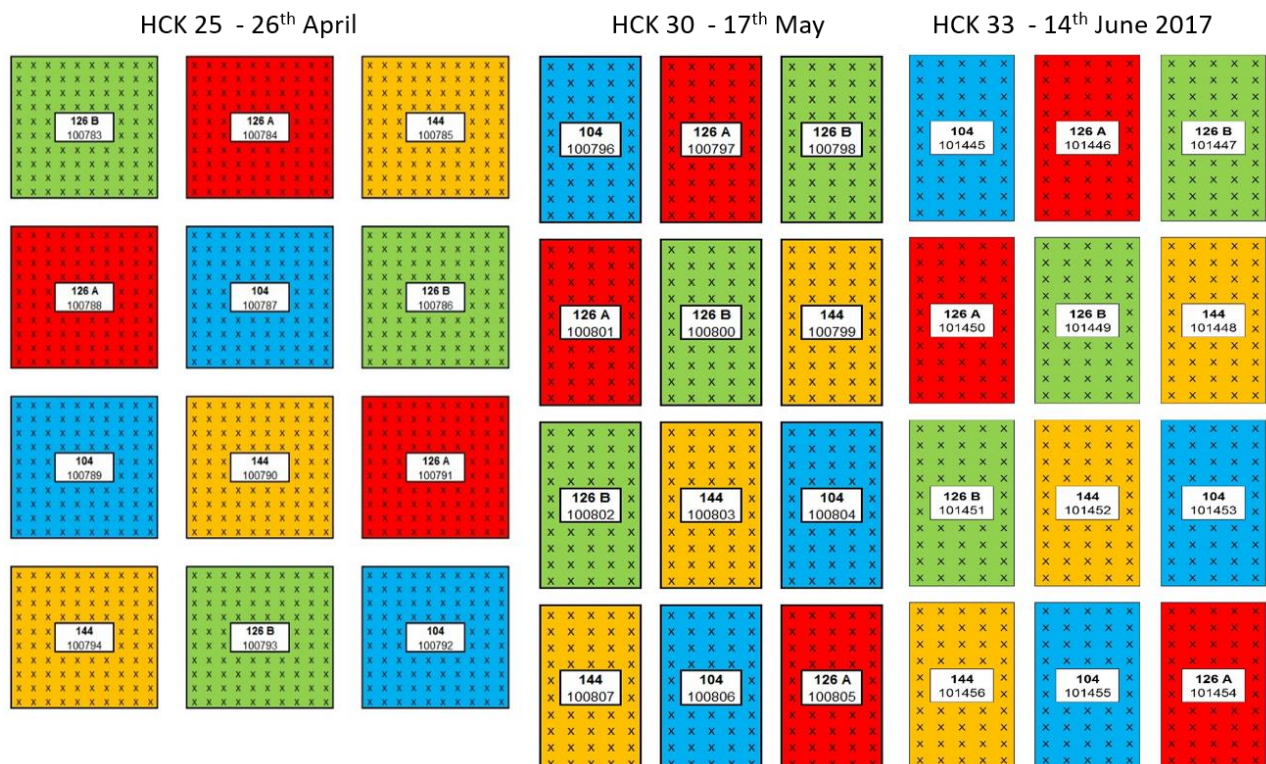 HCK 25 - 26th April
HCK 30 - 17th May
HCK 33 - 14th June 2017
126 B
100783
126 A
100784
144
100785
126 A
100788
104
100787
126 B
100786
104
100789
144
100790
126 A
100791
144
100794
126 B
100793
104
100792
104
100796
126 A
100797
126 B
100798
126 A
100801
126 B
100800
144
100799
126 B
100802
144
100803
104
100804
144
100807
104
100806
126 A
100805
104
101445
126 A
101446
126 B
101447
126 A
101450
126 B
101449
144
101448
126 B
101451
144
101452
104
101453
144
101456
104
101455
126 A
101454